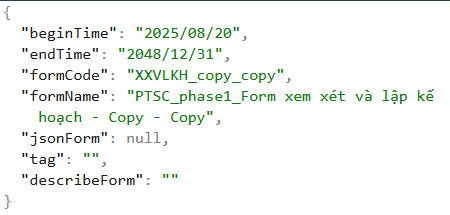 {
"beginTime": "2025/08/20",
"endTime": "2048/12/31",
"formCode": "XXVLKH_copy_copy",
"formName": "PTSC_phase1_Form xem xét và lập kế
hoạch - Copy - Copy",
"jsonForm": null,
"tag": "",
"describeForm": ""
}